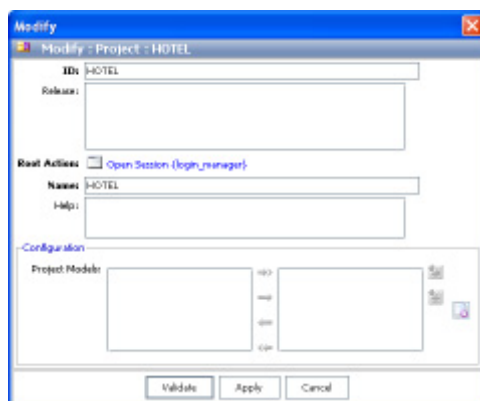 Modify
Modify : Project : HOTEL
ID: HOTEL
Release:
Root Action: Open Session (login_manager)
Name: HOTEL
Help:
Configuration
Project Models:
Validate Apply Cancel